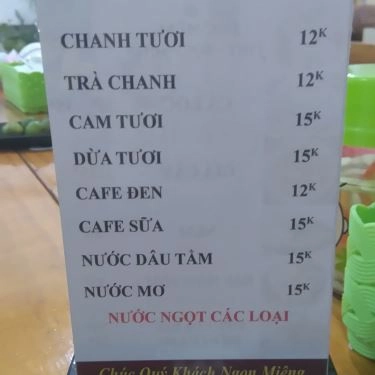 CHANH TƯƠI 12K
TRÀ CHANH 12K
CAM TƯƠI 15K
DỪA TƯƠI 15K
CAFE ĐEN 12K
CAFE SỮA 15K
NƯỚC DÂU TẦM 15K
NƯỚC MƠ 15K
NƯỚC NGỌT CÁC LOẠI
Chúc Quý Khách Ngon Miệng